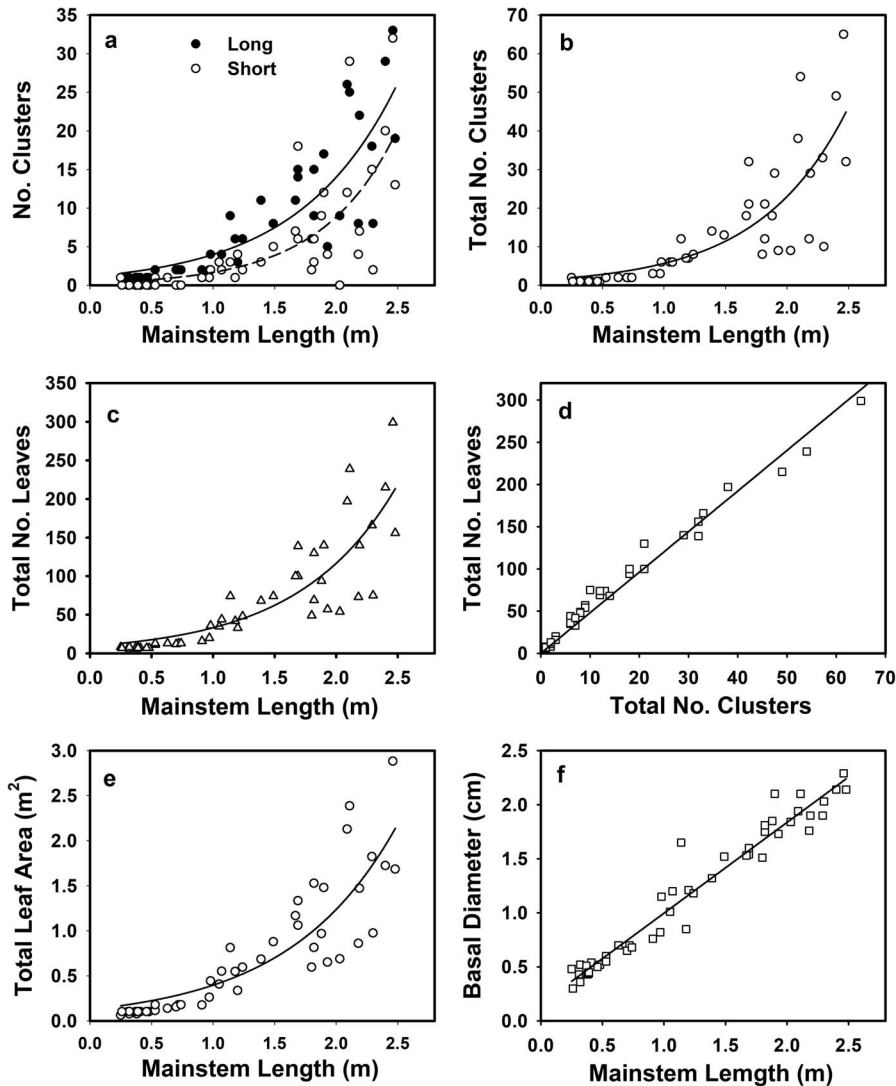 a
Long
Short
35
30
25
20
15
10
5
0
No. Clusters
0.0 0.5 1.0 1.5 2.0 2.5
Mainstem Length (m)
b
70
60
50
40
30
20
10
0
Total No. Clusters
0.0 0.5 1.0 1.5 2.0 2.5
Mainstem Length (m)
c
350
300
250
200
150
100
50
0
Total No. Leaves
0.0 0.5 1.0 1.5 2.0 2.5
Mainstem Length (m)
d
300
250
200
150
100
50
0
Total No. Leaves
0 10 20 30 40 50 60 70
Total No. Clusters
e
3.0
2.5
2.0
1.5
1.0
0.5
0.0
Total Leaf Area (m²)
0.0 0.5 1.0 1.5 2.0 2.5
Mainstem Length (m)
f
2.5
2.0
1.5
1.0
0.5
0.0
Basal Diameter (cm)
0.0 0.5 1.0 1.5 2.0 2.5
Mainstem Length (m)